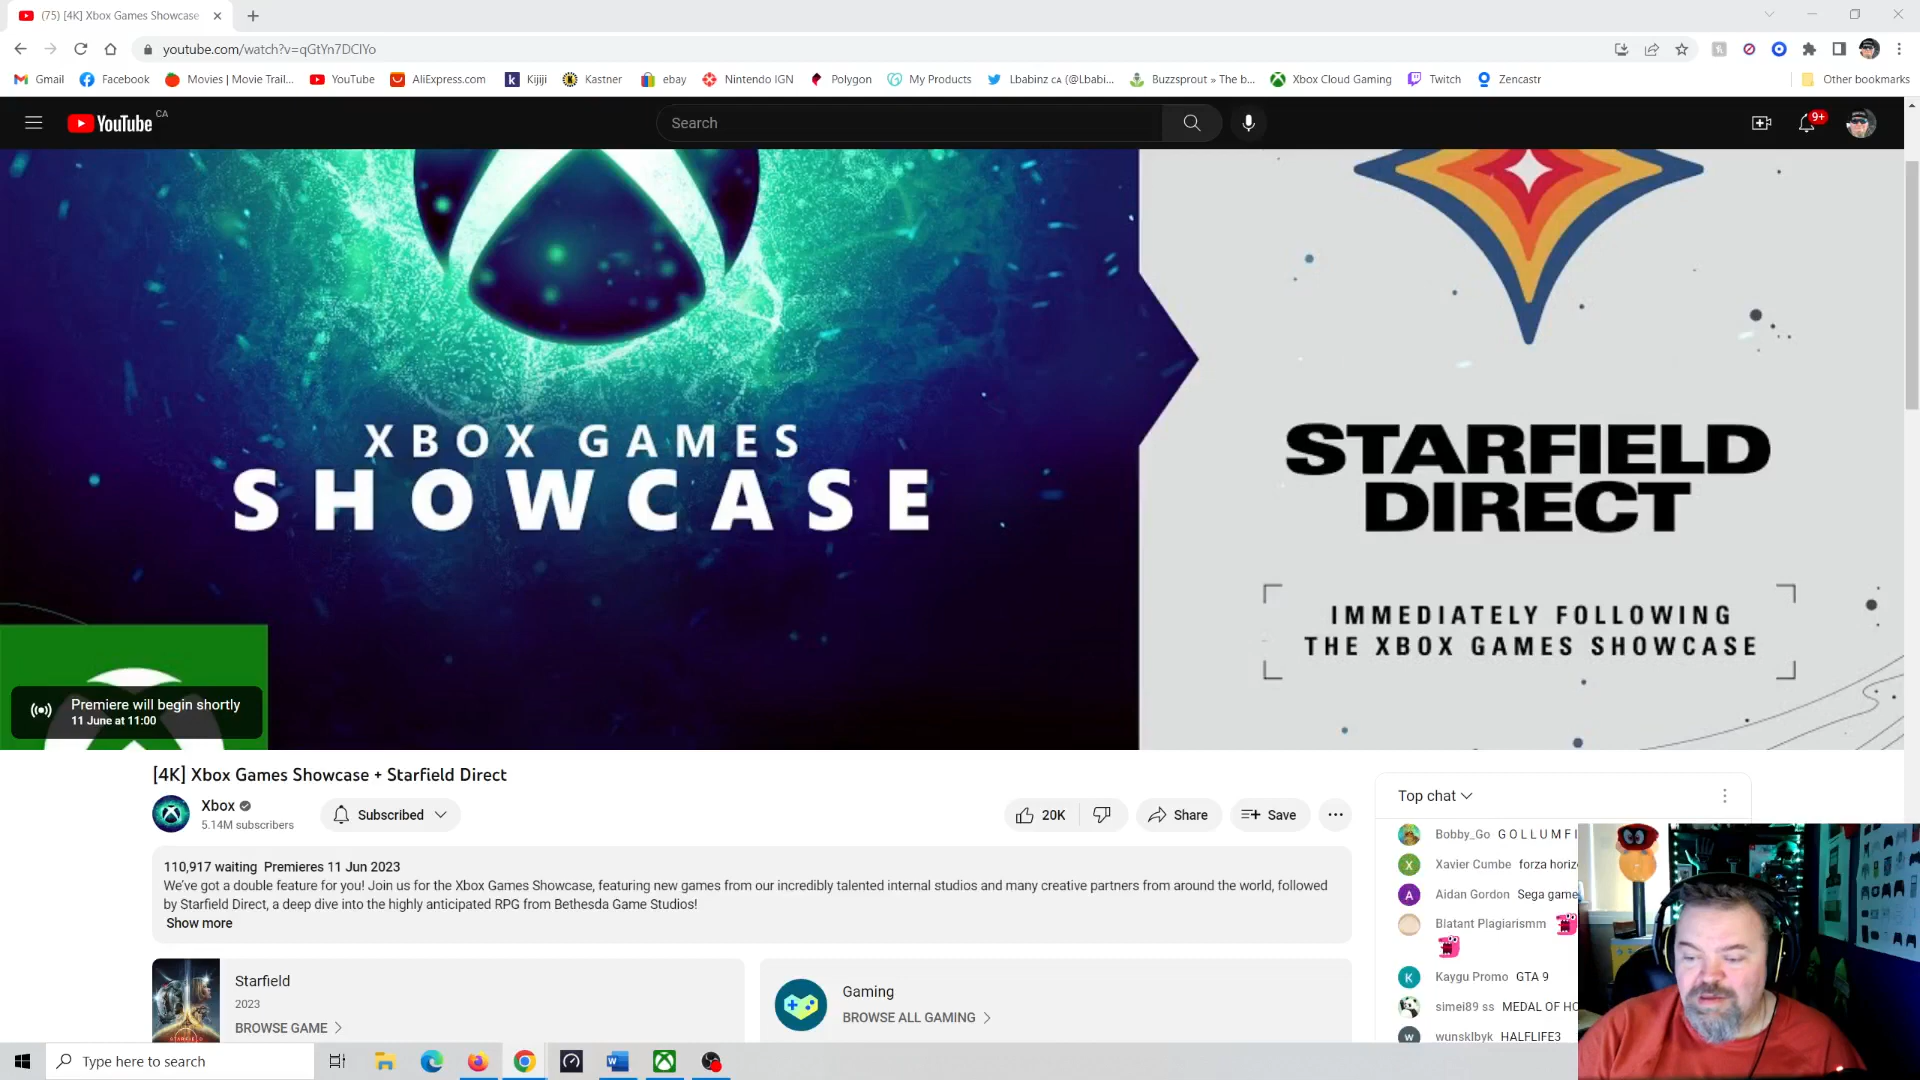 (75) [4K] Xbox Games Showcase
youtube.com/watch?v=qGtYn7DCIYo
Gmail Facebook Movies | Movie Trail... YouTube AliExpress.com Kijiji Kastner ebay Nintendo IGN Polygon My Products Lbabinz ᴄᴀ (@Lbabi... Buzzsprout » The b... Xbox Cloud Gaming Twitch Zencastr Other bookmarks
YouTube CA
Search
9+
XBOX GAMES
SHOWCASE
STARFIELD
DIRECT
IMMEDIATELY FOLLOWING
THE XBOX GAMES SHOWCASE
Premiere will begin shortly
11 June at 11:00
[4K] Xbox Games Showcase + Starfield Direct
Xbox
5.14M subscribers
Subscribed
20K
Share
Save
110,917 waiting Premieres 11 Jun 2023
We've got a double feature for you! Join us for the Xbox Games Showcase, featuring new games from our incredibly talented internal studios and many creative partners from around the world, followed
by Starfield Direct, a deep dive into the highly anticipated RPG from Bethesda Game Studios!
Show more
Starfield
2023
BROWSE GAME
Gaming
BROWSE ALL GAMING
Top chat
Bobby_Go G O L L U M F I
X Xavier Cumbe forza horiz
A Aidan Gordon Sega game
Blatant Plagiarismm
K Kaygu Promo GTA 9
simei89 ss MEDAL OF HO
w wunsklbyk HALFLIFE3
Type here to search